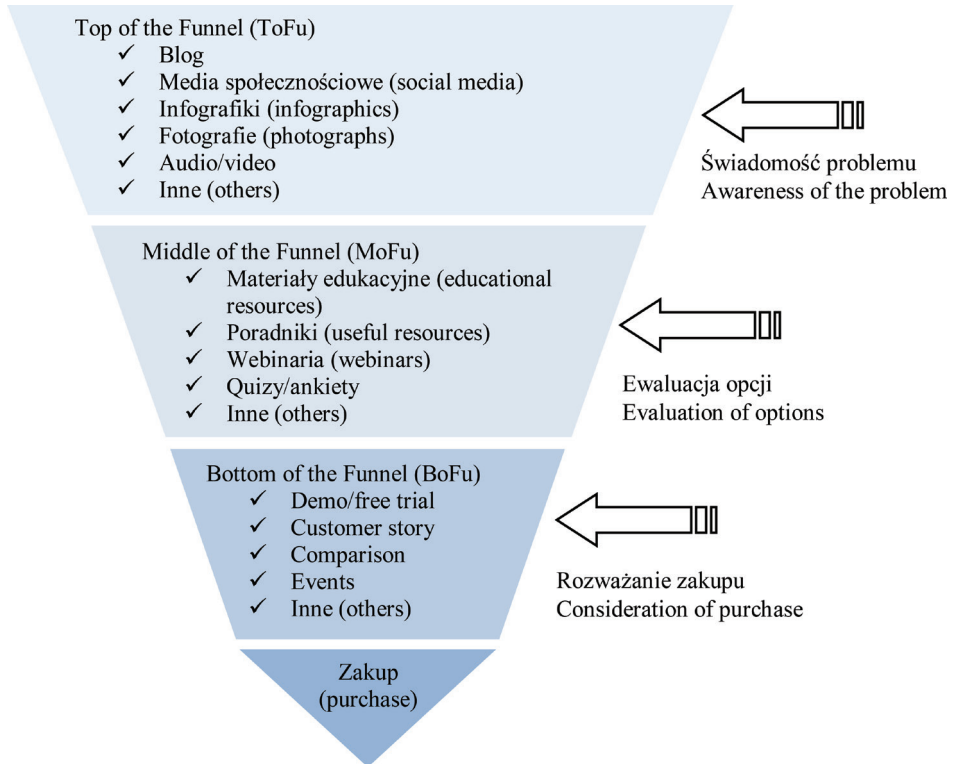 Top of the Funnel (ToFu)
✓ Blog
✓ Media społecznościowe (social media)
✓ Infografiki (infographics)
✓ Fotografie (photographs)
✓ Audio/video
✓ Inne (others)
Świadomość problemu
Awareness of the problem
Middle of the Funnel (MoFu)
✓ Materiały edukacyjne (educational
resources)
✓ Poradniki (useful resources)
✓ Webinaria (webinars)
✓ Quizy/ankiety
✓ Inne (others)
Ewaluacja opcji
Evaluation of options
Bottom of the Funnel (BoFu)
✓ Demo/free trial
✓ Customer story
✓ Comparison
✓ Events
✓ Inne (others)
Rozważanie zakupu
Consideration of purchase
Zakup
(purchase)